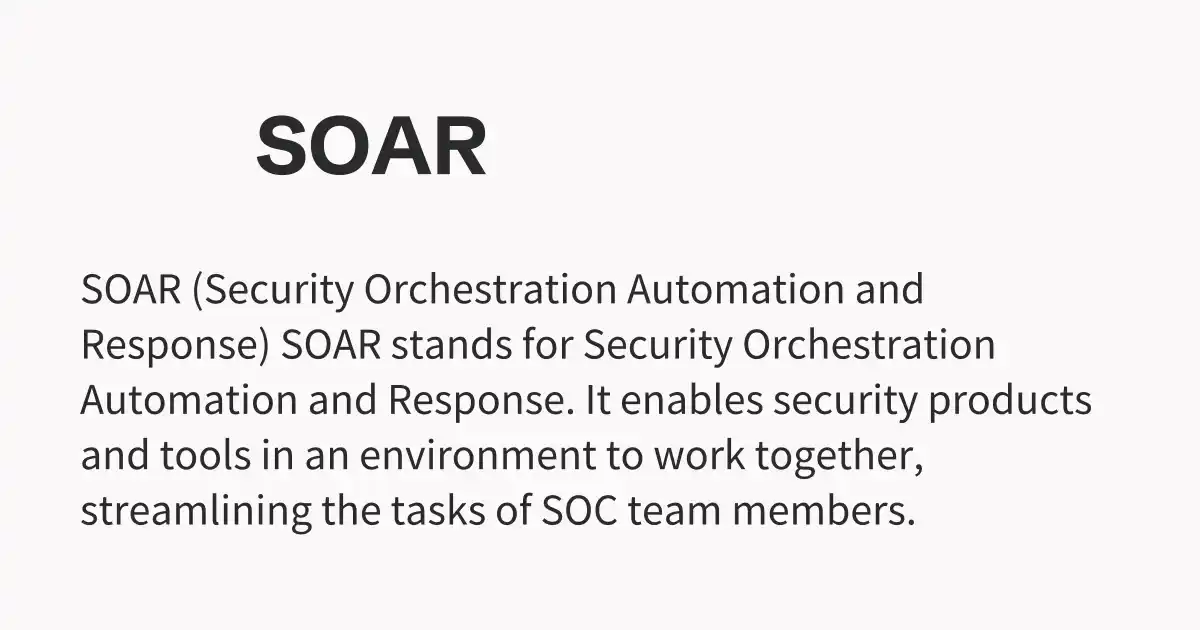 SOAR
SOAR (Security Orchestration Automation and
Response) SOAR stands for Security Orchestration
Automation and Response. It enables security products
and tools in an environment to work together,
streamlining the tasks of SOC team members.